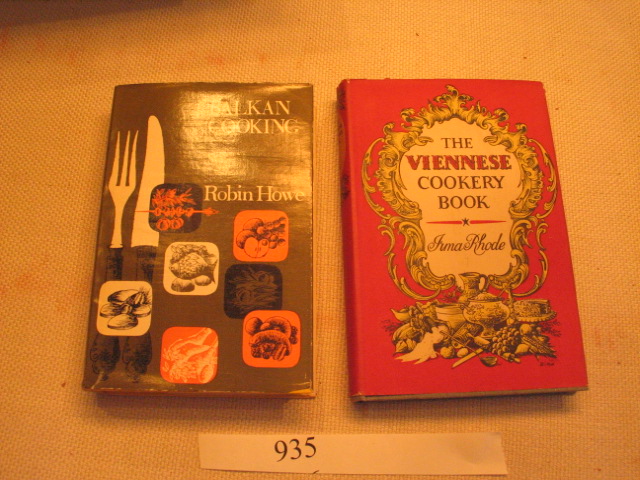 BALKAN
COOKING
Robin Howe
THE
VIENNESE
COOKERY
BOOK
Irma Rhode
935